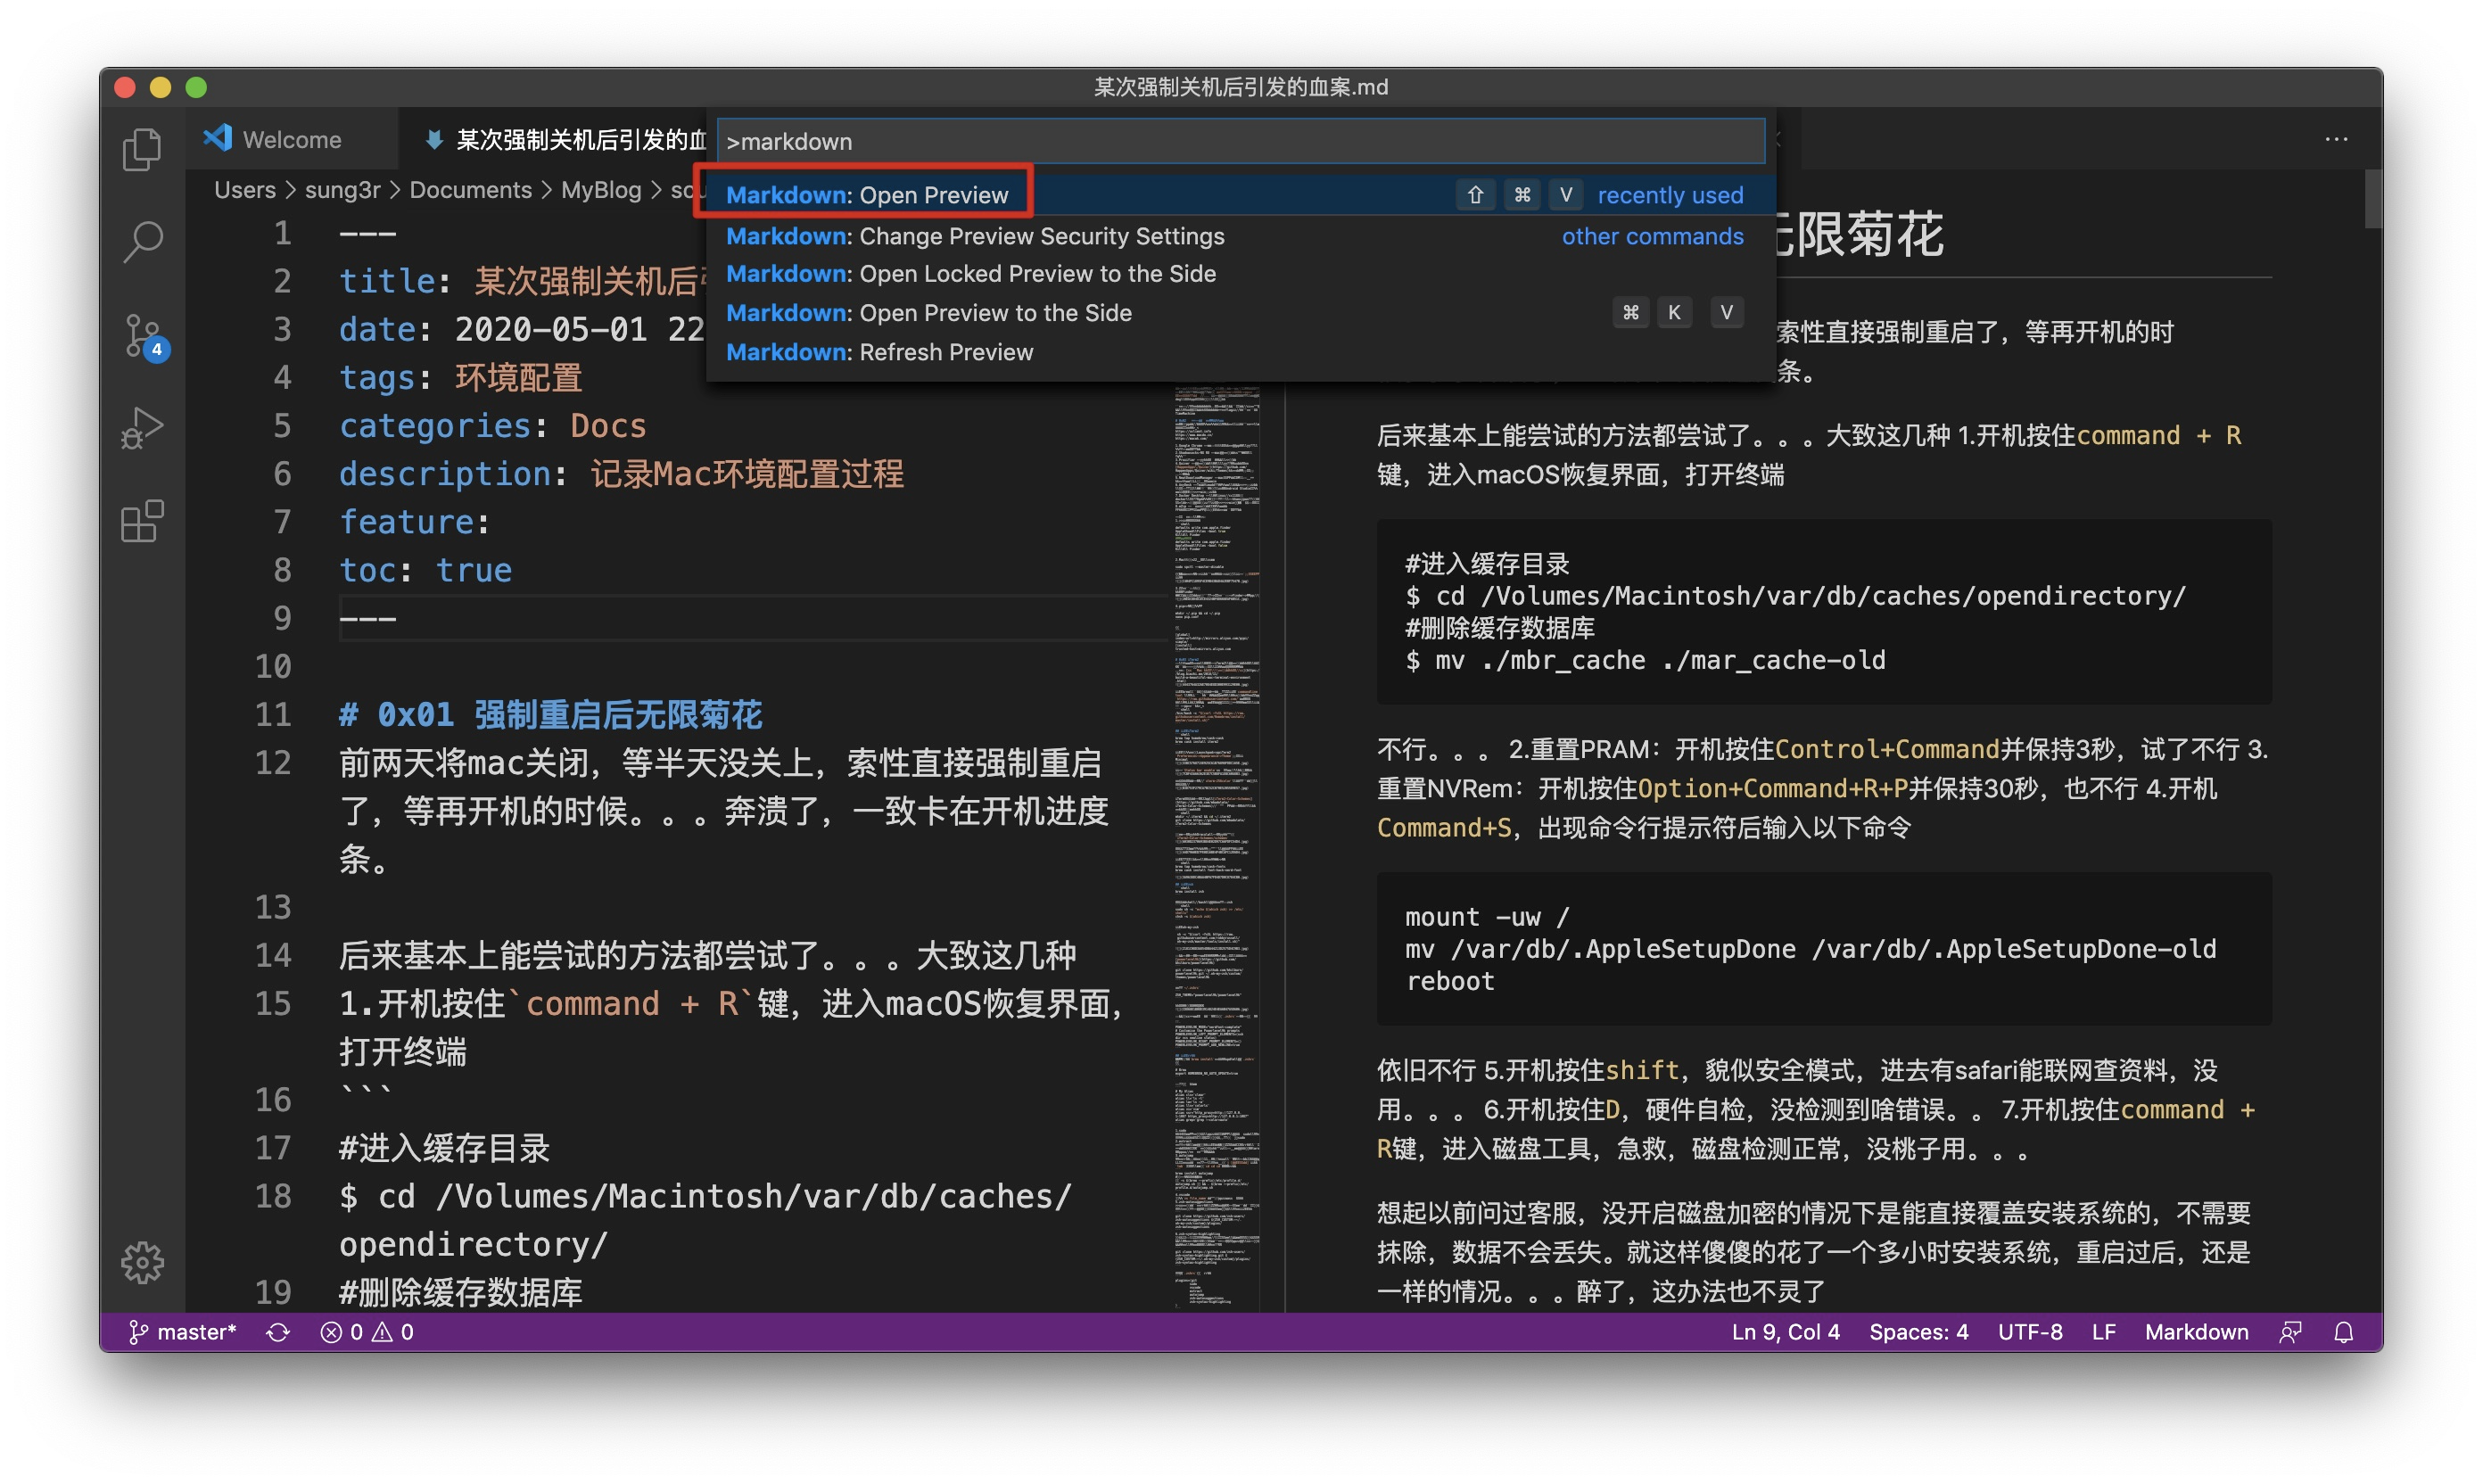 某次强制关机后引发的血案.md
Welcome
某次强制关机后引发的血
>markdown
Users > sung3r > Documents > MyBlog > sou
Markdown: Open Preview
⇧ ⌘ V recently used
Markdown: Change Preview Security Settings
other commands
Markdown: Open Locked Preview to the Side
Markdown: Open Preview to the Side
⌘ K V
Markdown: Refresh Preview
4
1 ---
2 title: 某次强制关机后
3 date: 2020-05-01 22
4 tags: 环境配置
5 categories: Docs
6 description: 记录Mac环境配置过程
7 feature:
8 toc: true
9 ---
10
11 # 0x01 强制重启后无限菊花
12 前两天将mac关闭，等半天没关上，索性直接强制重启
了，等再开机的时候。。。奔溃了，一致卡在开机进度
条。
13
14 后来基本上能尝试的方法都尝试了。。。大致这几种
15 1.开机按住`command + R`键，进入macOS恢复界面，
打开终端
16 ```
17 #进入缓存目录
18 $ cd /Volumes/Macintosh/var/db/caches/
opendirectory/
19 #删除缓存数据库
无限菊花
索性直接强制重启了，等再开机的时
条。
后来基本上能尝试的方法都尝试了。。。大致这几种 1.开机按住command + R
键，进入macOS恢复界面，打开终端
#进入缓存目录
$ cd /Volumes/Macintosh/var/db/caches/opendirectory/
#删除缓存数据库
$ mv ./mbr_cache ./mar_cache-old
不行。。。 2.重置PRAM：开机按住Control+Command并保持3秒，试了不行 3.
重置NVRem：开机按住Option+Command+R+P并保持30秒，也不行 4.开机
Command+S，出现命令行提示符后输入以下命令
mount -uw /
mv /var/db/.AppleSetupDone /var/db/.AppleSetupDone-old
reboot
依旧不行 5.开机按住shift，貌似安全模式，进去有safari能联网查资料，没
用。。。 6.开机按住D，硬件自检，没检测到啥错误。。 7.开机按住command +
R键，进入磁盘工具，急救，磁盘检测正常，没桃子用。。。
想起以前问过客服，没开启磁盘加密的情况下是能直接覆盖安装系统的，不需要
抹除，数据不会丢失。就这样傻傻的花了一个多小时安装系统，重启过后，还是
一样的情况。。。醉了，这办法也不灵了
master* 0 0
Ln 9, Col 4 Spaces: 4 UTF-8 LF Markdown